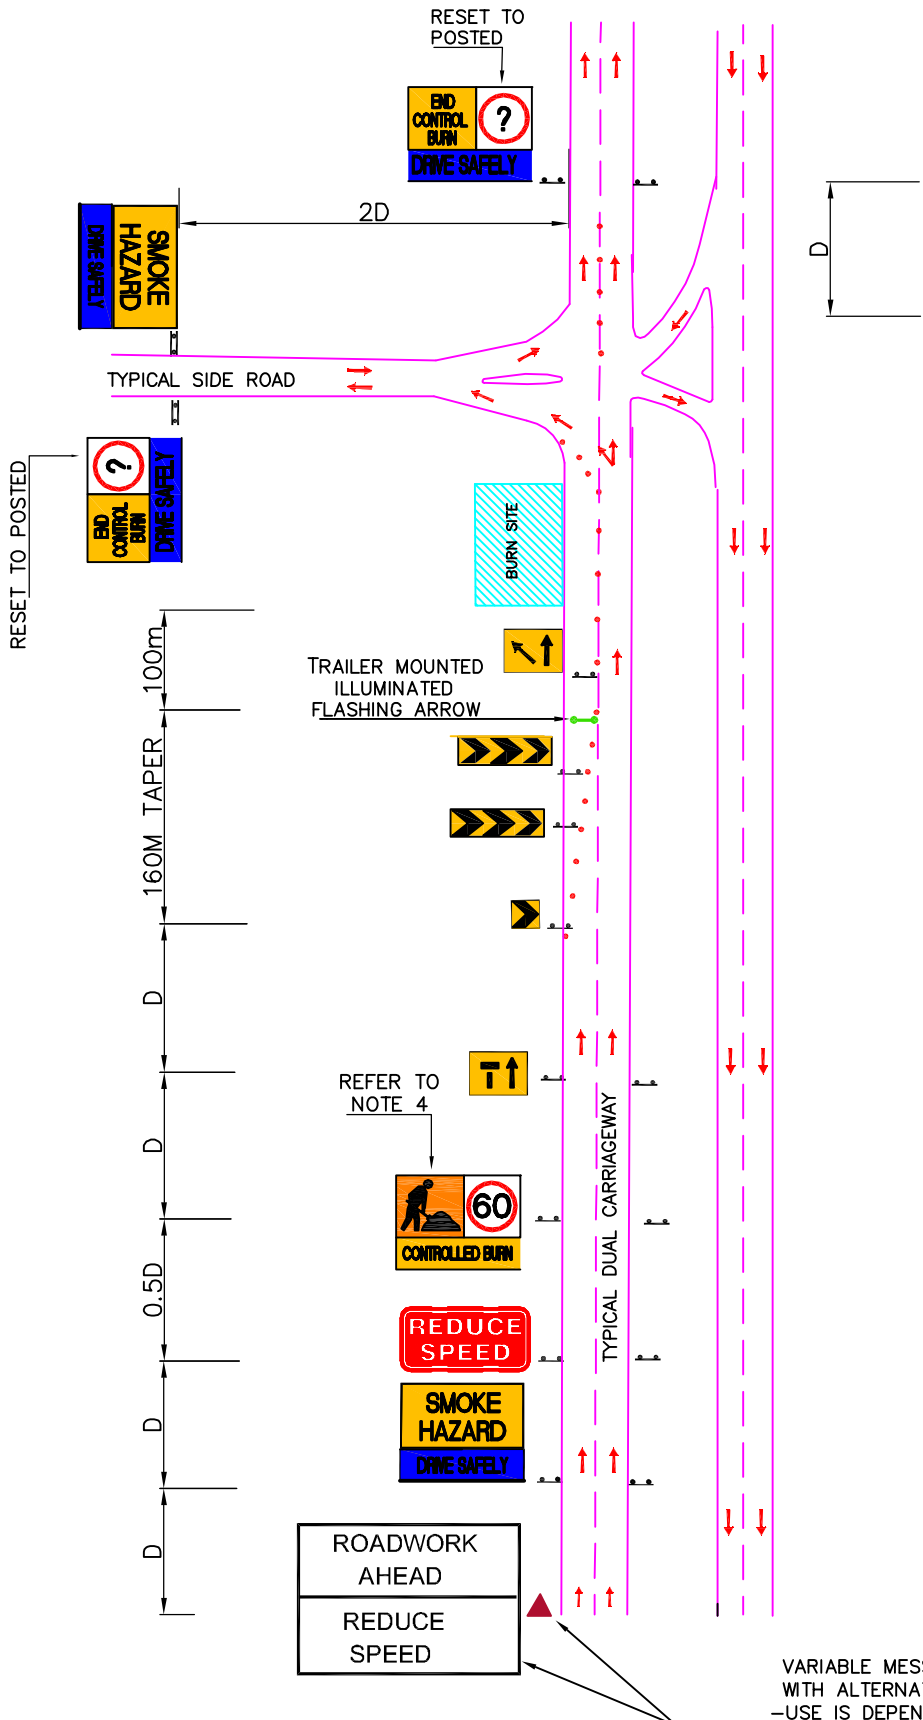 RESET TO
POSTED
END
CONTROL
BURN
?
DRIVE SAFELY
2D
D
SMOKE
HAZARD
DRIVE SAFELY
TYPICAL SIDE ROAD
RESET TO POSTED
?
END
CONTROL
BURN
DRIVE SAFELY
BURN SITE
100m
TRAILER MOUNTED
ILLUMINATED
FLASHING ARROW
160M TAPER
D
REFER TO
NOTE 4
D
60
CONTROLLED BURN
TYPICAL DUAL CARRIAGEWAY
0.5D
REDUCE
SPEED
SMOKE
HAZARD
DRIVE SAFELY
D
D
ROADWORK
AHEAD
REDUCE
SPEED
VARIABLE MESS
WITH ALTERNA
-USE IS DEPEN